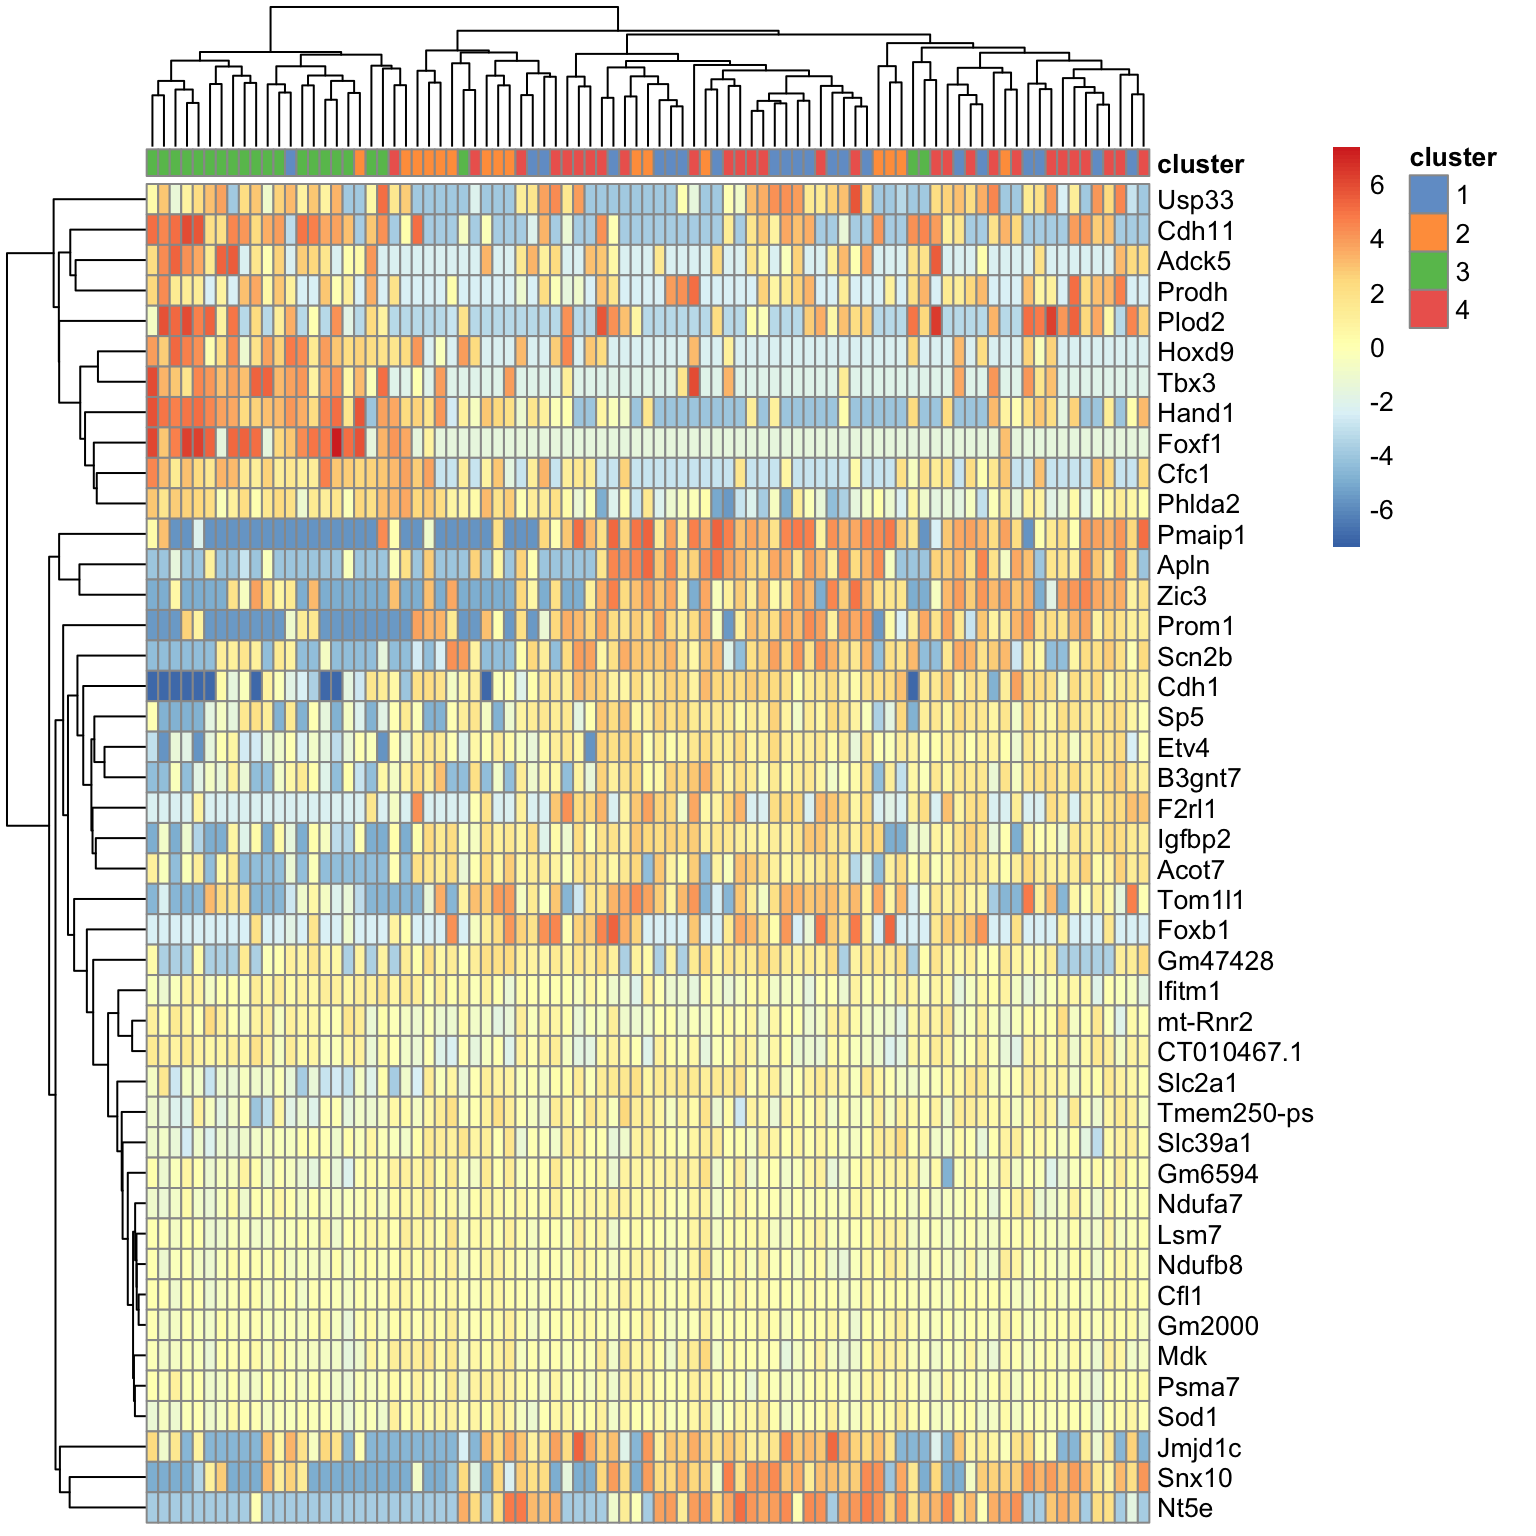 cluster
Usp33
Cdh11
Adck5
Prodh
Plod2
Hoxd9
Tbx3
Hand1
Foxf1
Cfc1
Phlda2
Pmaip1
Apln
Zic3
Prom1
Scn2b
Cdh1
Sp5
Etv4
B3gnt7
F2rl1
Igfbp2
Acot7
Tom1l1
Foxb1
Gm47428
Ifitm1
mt-Rnr2
CT010467.1
Slc2a1
Tmem250-ps
Slc39a1
Gm6594
Ndufa7
Lsm7
Ndufb8
Cfl1
Gm2000
Mdk
Psma7
Sod1
Jmjd1c
Snx10
Nt5e
6
4
2
0
-2
-4
-6
cluster
1
2
3
4